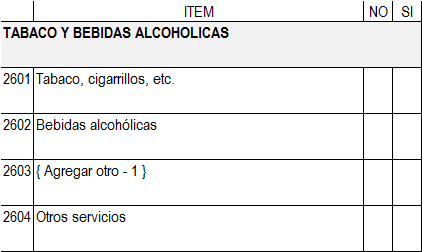 ITEM NO SI
TABACO Y BEBIDAS ALCOHOLICAS
2601 Tabaco, cigarrillos, etc.
2602 Bebidas alcohólicas
2603 { Agregar otro - 1 }
2604 Otros servicios